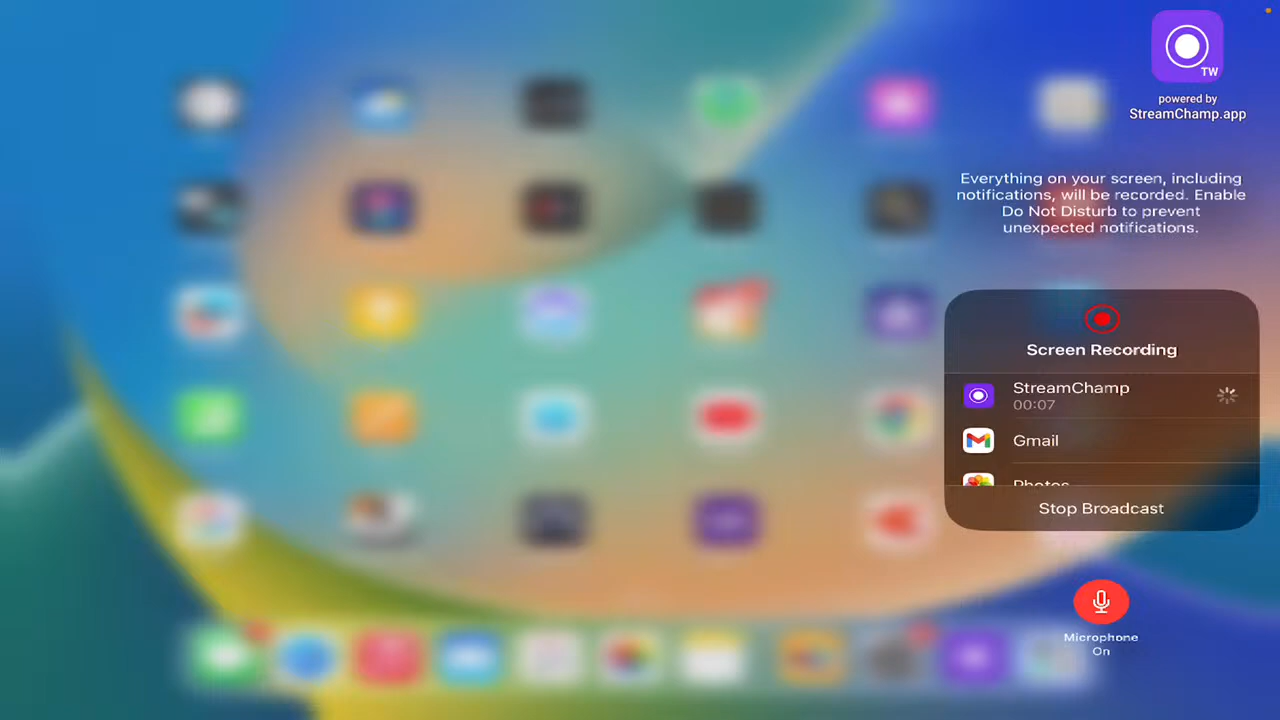 TW
powered by
StreamChamp.app
Everything on your screen, including
notifications, will be recorded. Enable
Do Not Disturb to prevent
unexpected notifications.
Screen Recording
StreamChamp
00:07
Gmail
Photos
Stop Broadcast
Microphone
On